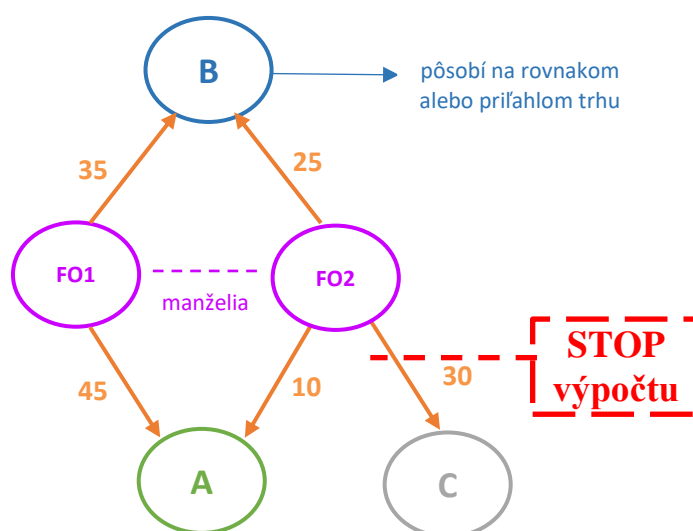 B
pôsobí na rovnakom
alebo priľahlom trhu
35
25
FO1
FO2
manželia
STOP
výpočtu
45
10
30
A
C